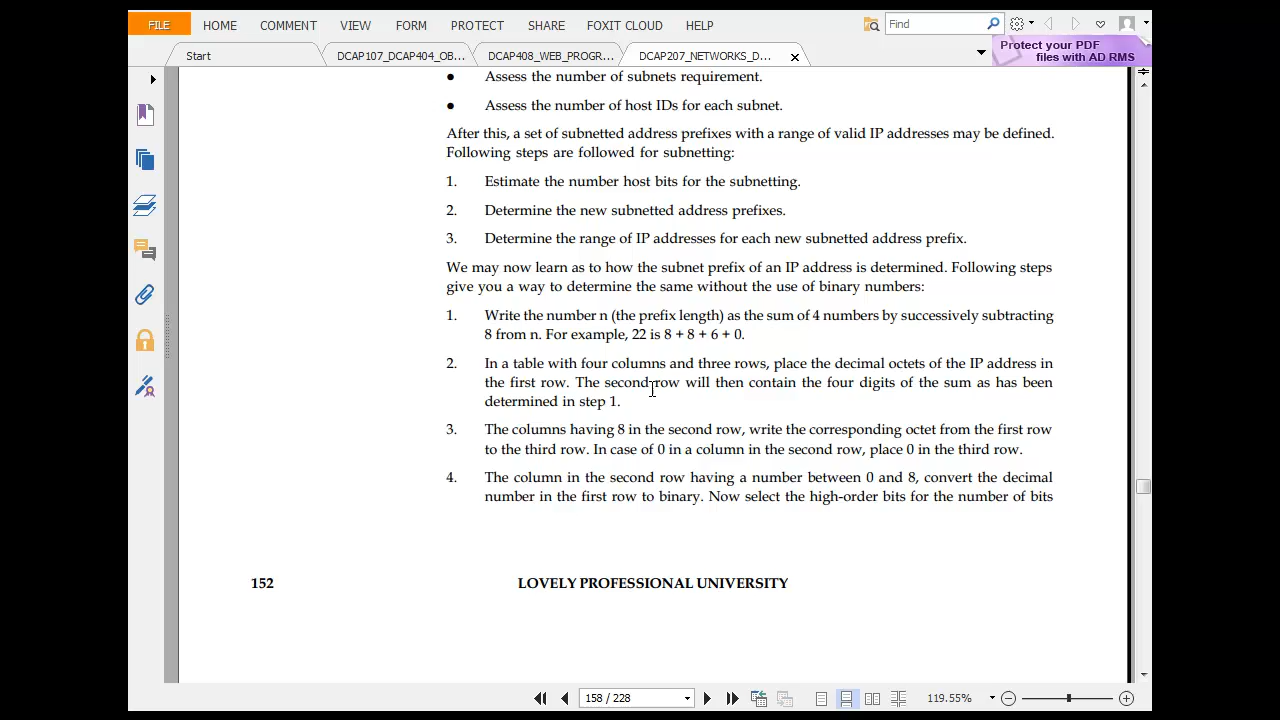 FILE HOME COMMENT VIEW FORM PROTECT SHARE FOXIT CLOUD HELP Find
Start DCAP107_DCAP404_OB... DCAP408_WEB_PROGR... DCAP207_NETWORKS_D...
Protect your PDF
files with AD RMS
● Assess the number of subnets requirement.
● Assess the number of host IDs for each subnet.
After this, a set of subnetted address prefixes with a range of valid IP addresses may be defined.
Following steps are followed for subnetting:
1. Estimate the number host bits for the subnetting.
2. Determine the new subnetted address prefixes.
3. Determine the range of IP addresses for each new subnetted address prefix.
We may now learn as to how the subnet prefix of an IP address is determined. Following steps
give you a way to determine the same without the use of binary numbers:
1. Write the number n (the prefix length) as the sum of 4 numbers by successively subtracting
8 from n. For example, 22 is 8 + 8 + 6 + 0.
2. In a table with four columns and three rows, place the decimal octets of the IP address in
the first row. The second row will then contain the four digits of the sum as has been
determined in step 1.
3. The columns having 8 in the second row, write the corresponding octet from the first row
to the third row. In case of 0 in a column in the second row, place 0 in the third row.
4. The column in the second row having a number between 0 and 8, convert the decimal
number in the first row to binary. Now select the high-order bits for the number of bits
152 LOVELY PROFESSIONAL UNIVERSITY
158 / 228 119.55%